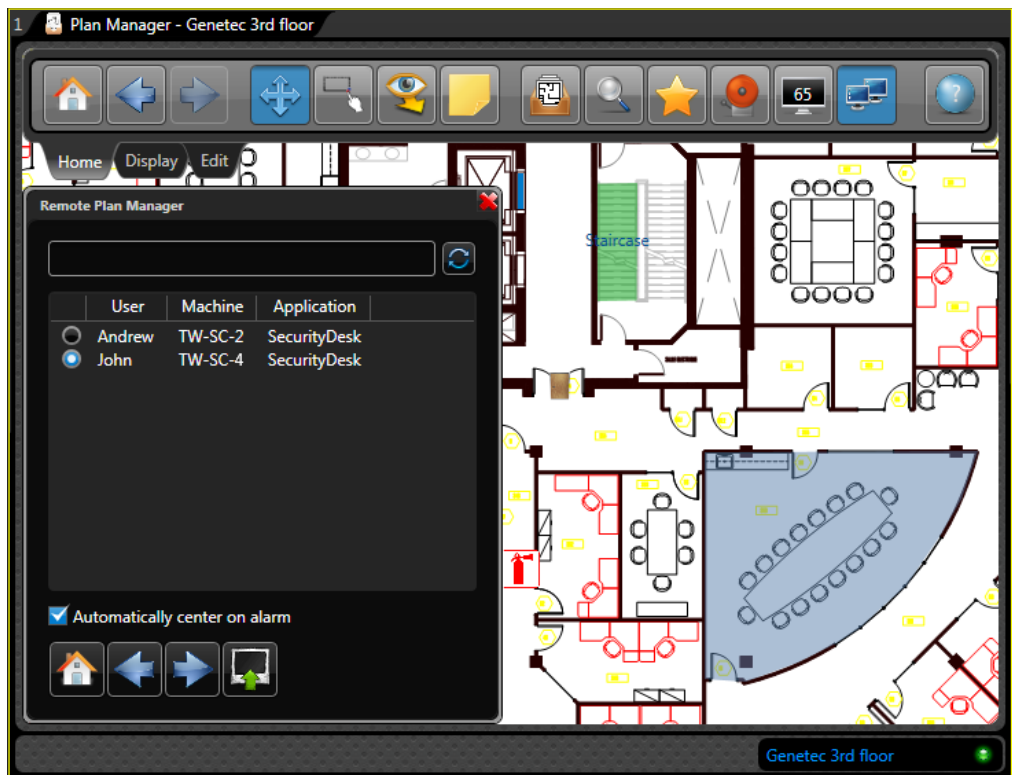 1 Plan Manager - Genetec 3rd floor
65 ?
Home Display Edit
Remote Plan Manager
User Machine Application
Andrew TW-SC-2 SecurityDesk
John TW-SC-4 SecurityDesk
Automatically center on alarm
Staircase
Genetec 3rd floor